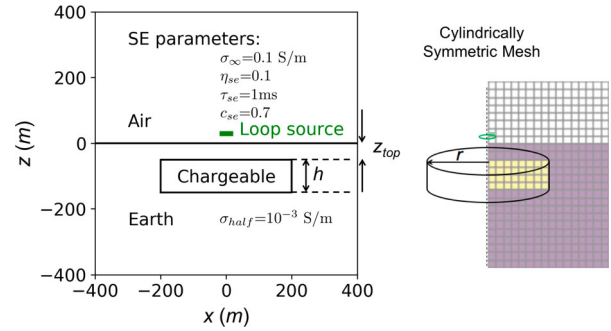 SE parameters:
σ∞=0.1 S/m
ηse=0.1
τse=1ms
cse=0.7
Air
Loop source
Chargeable
h
ztop
Earth
σhalf=10⁻³ S/m
400
200
0
−200
−400
z (m)
−400
−200
0
200
400
x (m)
Cylindrically
Symmetric Mesh
r